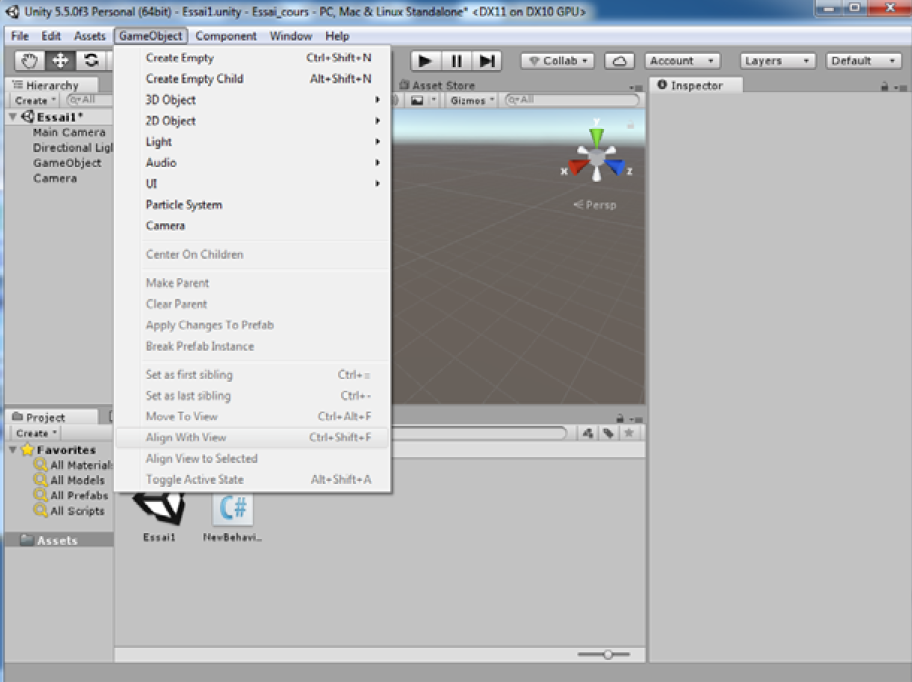 Unity 5.5.0f3 Personal (64bit) - Essai1.unity - Essai_cours - PC, Mac & Linux Standalone* <DX11 on DX10 GPU>
File Edit Assets GameObject Component Window Help
Collab Account Layers Default
Hierarchy
Create All
Essai1*
Main Camera
Directional Ligh
GameObject
Camera
Create Empty Ctrl+Shift+N
Create Empty Child Alt+Shift+N
3D Object
2D Object
Light
Audio
UI
Particle System
Camera
Center On Children
Make Parent
Clear Parent
Apply Changes To Prefab
Break Prefab Instance
Set as first sibling Ctrl+=
Set as last sibling Ctrl+-
Move To View Ctrl+Alt+F
Align With View Ctrl+Shift+F
Align View to Selected
Toggle Active State Alt+Shift+A
Asset Store
Gizmos All
y
x z
Persp
Inspector
Project
Create
Favorites
All Materials
All Models
All Prefabs
All Scripts
Assets
C#
Essai1 NewBehavi...